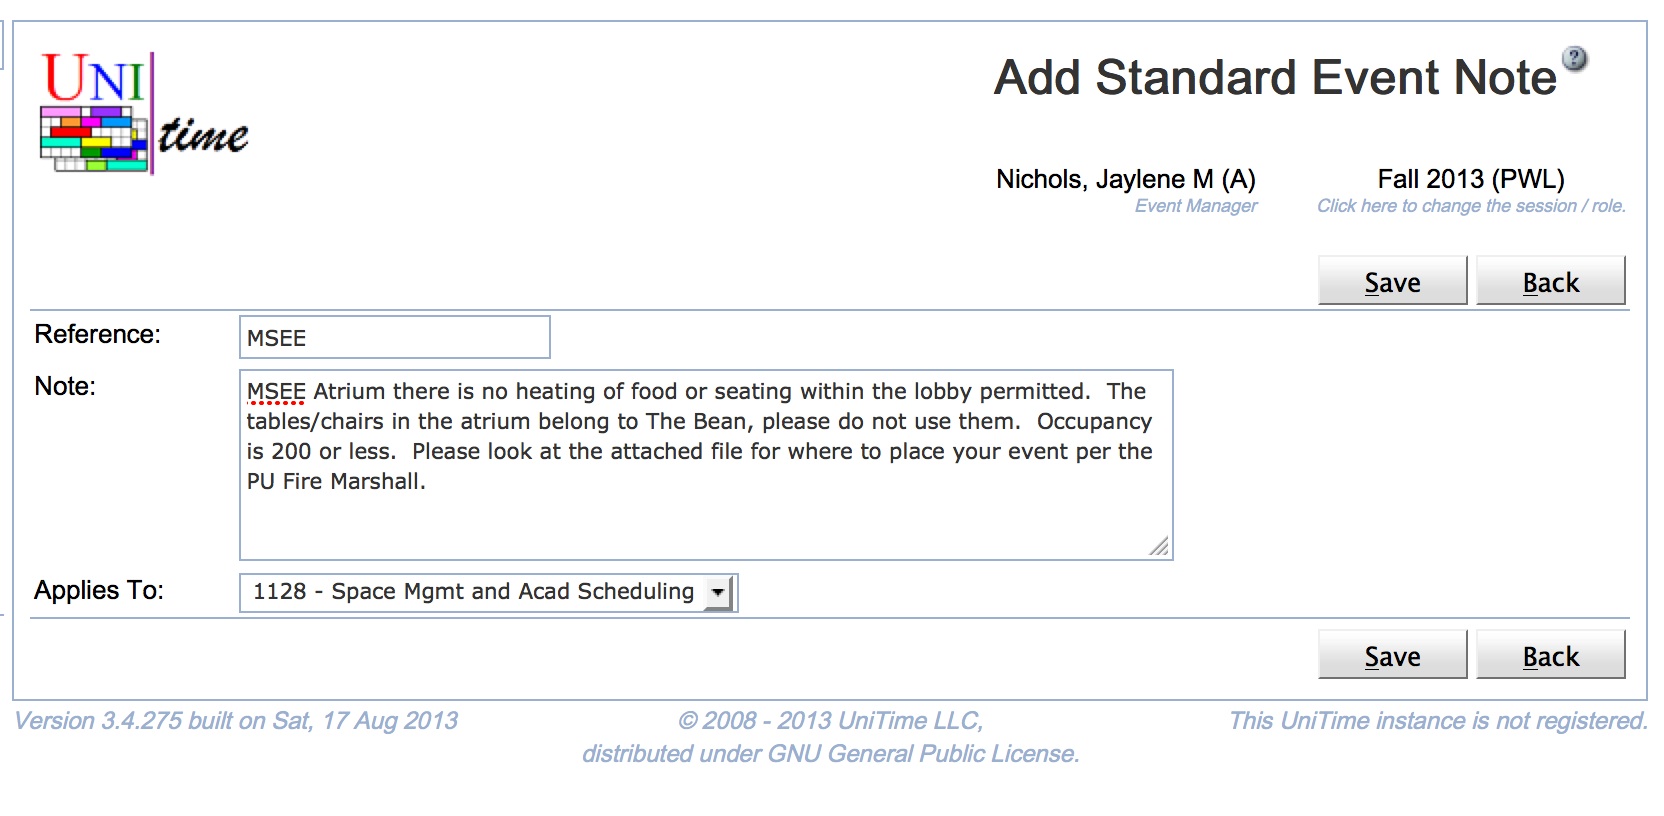 UNI
time
Add Standard Event Note
?
Nichols, Jaylene M (A)
Fall 2013 (PWL)
Event Manager
Click here to change the session / role.
Save
Back
Reference:
MSEE
Note:
MSEE Atrium there is no heating of food or seating within the lobby permitted.  The
tables/chairs in the atrium belong to The Bean, please do not use them.  Occupancy
is 200 or less.  Please look at the attached file for where to place your event per the
PU Fire Marshall.
Applies To:
1128 - Space Mgmt and Acad Scheduling
Save
Back
Version 3.4.275 built on Sat, 17 Aug 2013
© 2008 - 2013 UniTime LLC,
distributed under GNU General Public License.
This UniTime instance is not registered.